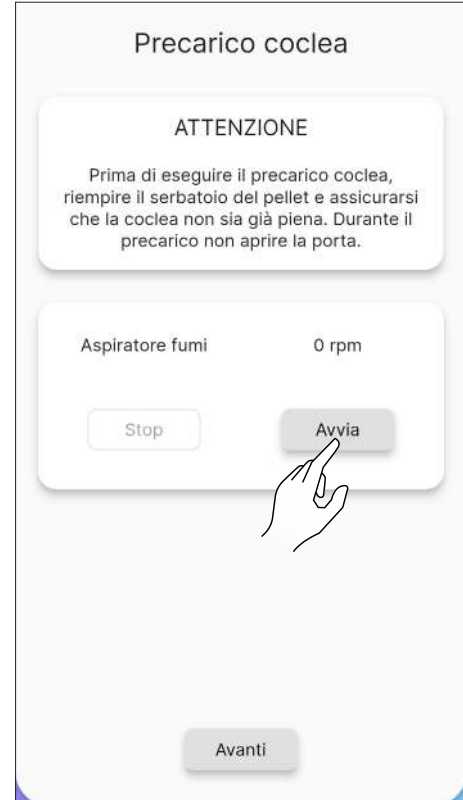 Precarico coclea
ATTENZIONE
Prima di eseguire il precarico coclea,
riempire il serbatoio del pellet e assicurarsi
che la coclea non sia già piena. Durante il
precarico non aprire la porta.
Aspiratore fumi 0 rpm
Stop Avvia
Avanti